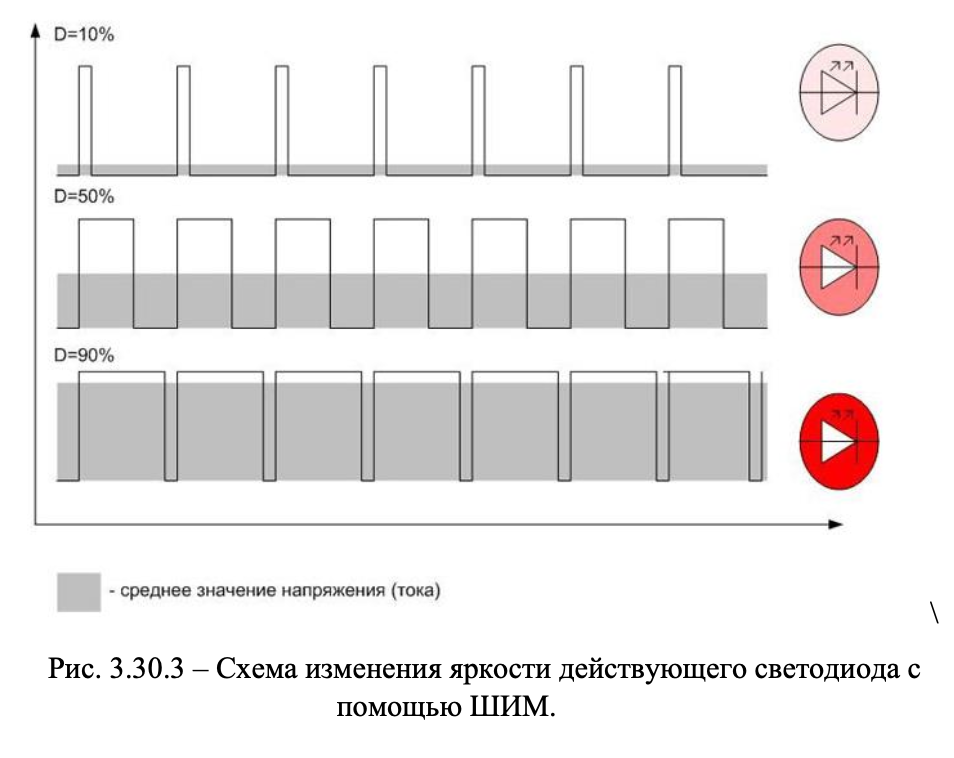 D=10%
D=50%
D=90%
- среднее значение напряжения (тока)
\
Рис. 3.30.3 – Схема изменения яркости действующего светодиода с
помощью ШИМ.